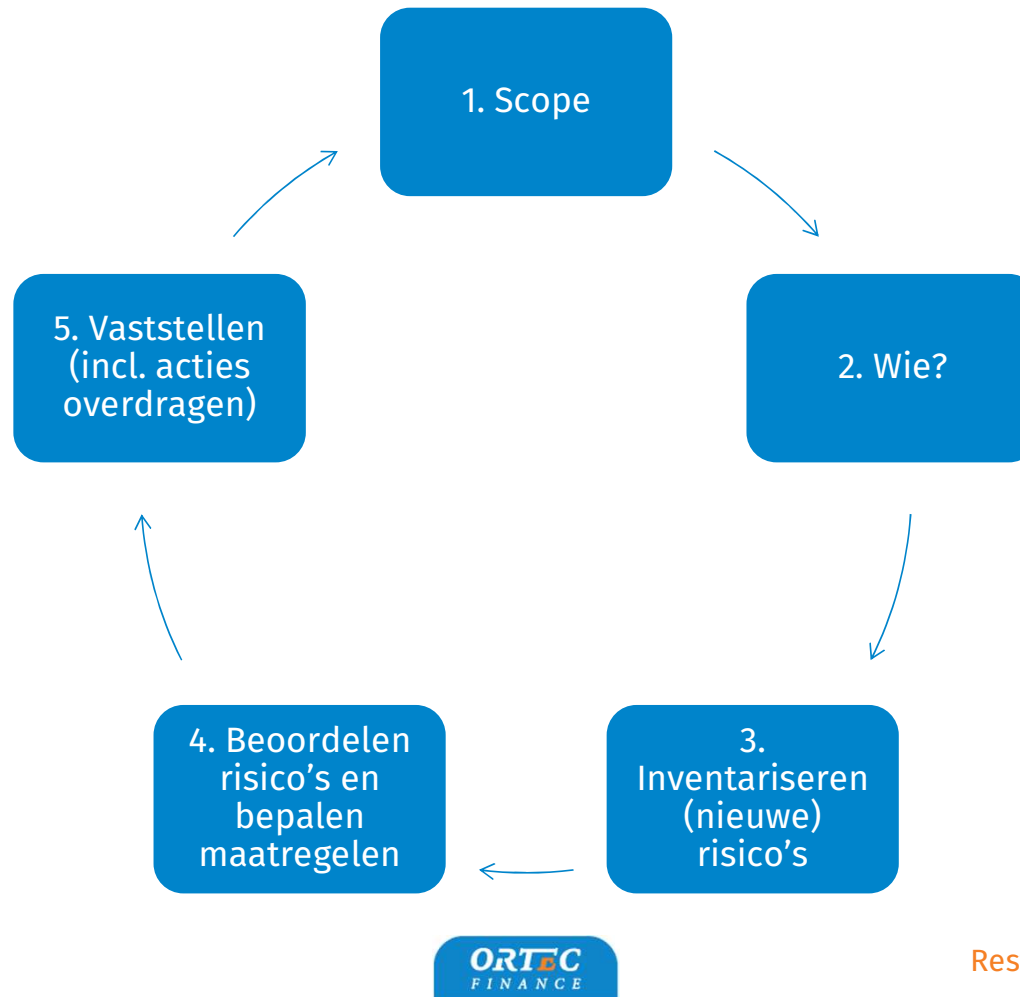 1. Scope
2. Wie?
3.
Inventariseren
(nieuwe)
risico’s
4. Beoordelen
risico’s en
bepalen
maatregelen
5. Vaststellen
(incl. acties
overdragen)
ORTEC
FINANCE
Res